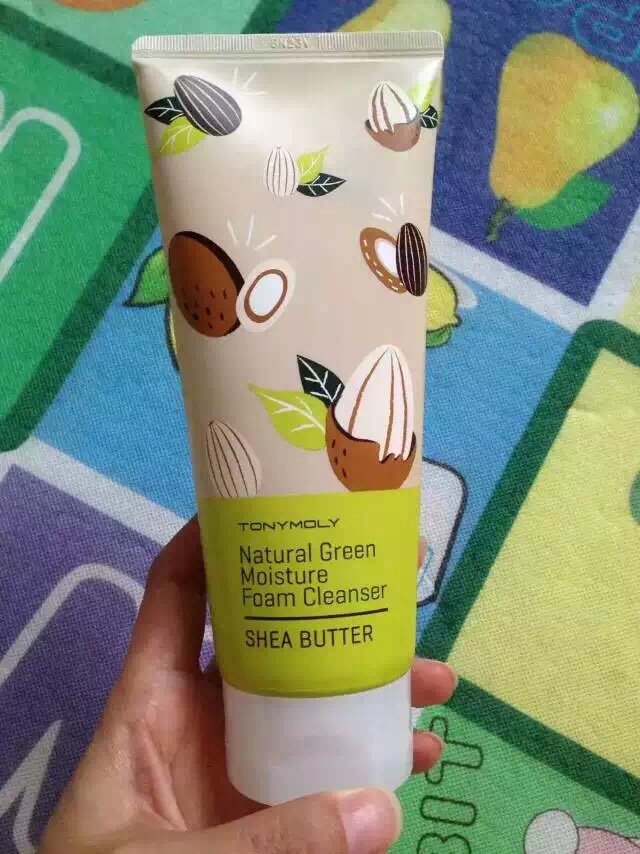 TONYMOLY
Natural Green
Moisture
Foam Cleanser
SHEA BUTTER